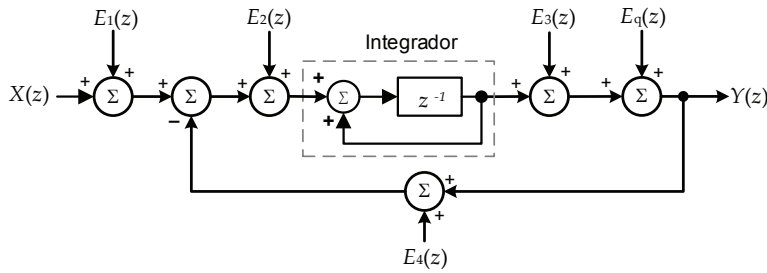 E1(z)
E2(z)
E3(z)
Eq(z)
Integrador
X(z) + + Σ + + Σ − + + Σ + + Σ + z -1 + + Σ + + + Σ + Y(z)
+ Σ +
E4(z)